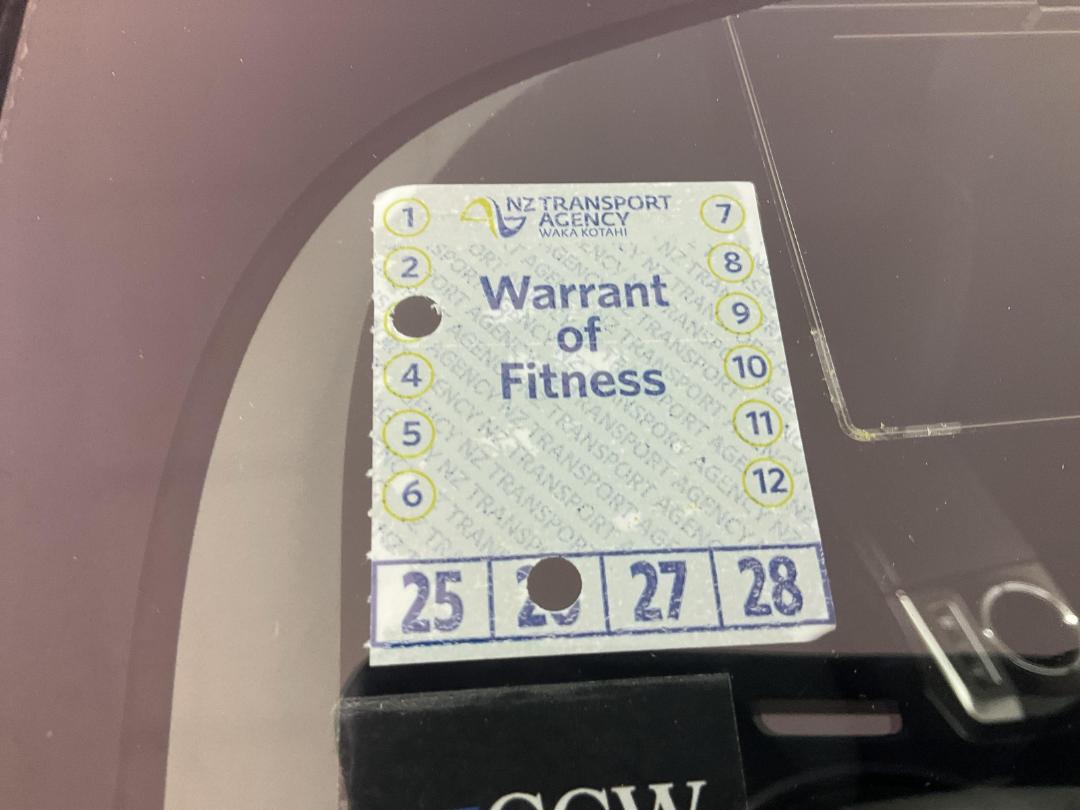 1
NZ TRANSPORT
AGENCY
WAKA KOTAHI
7
2
8
Warrant
of
Fitness
9
4
10
5
11
6
12
25
27
28